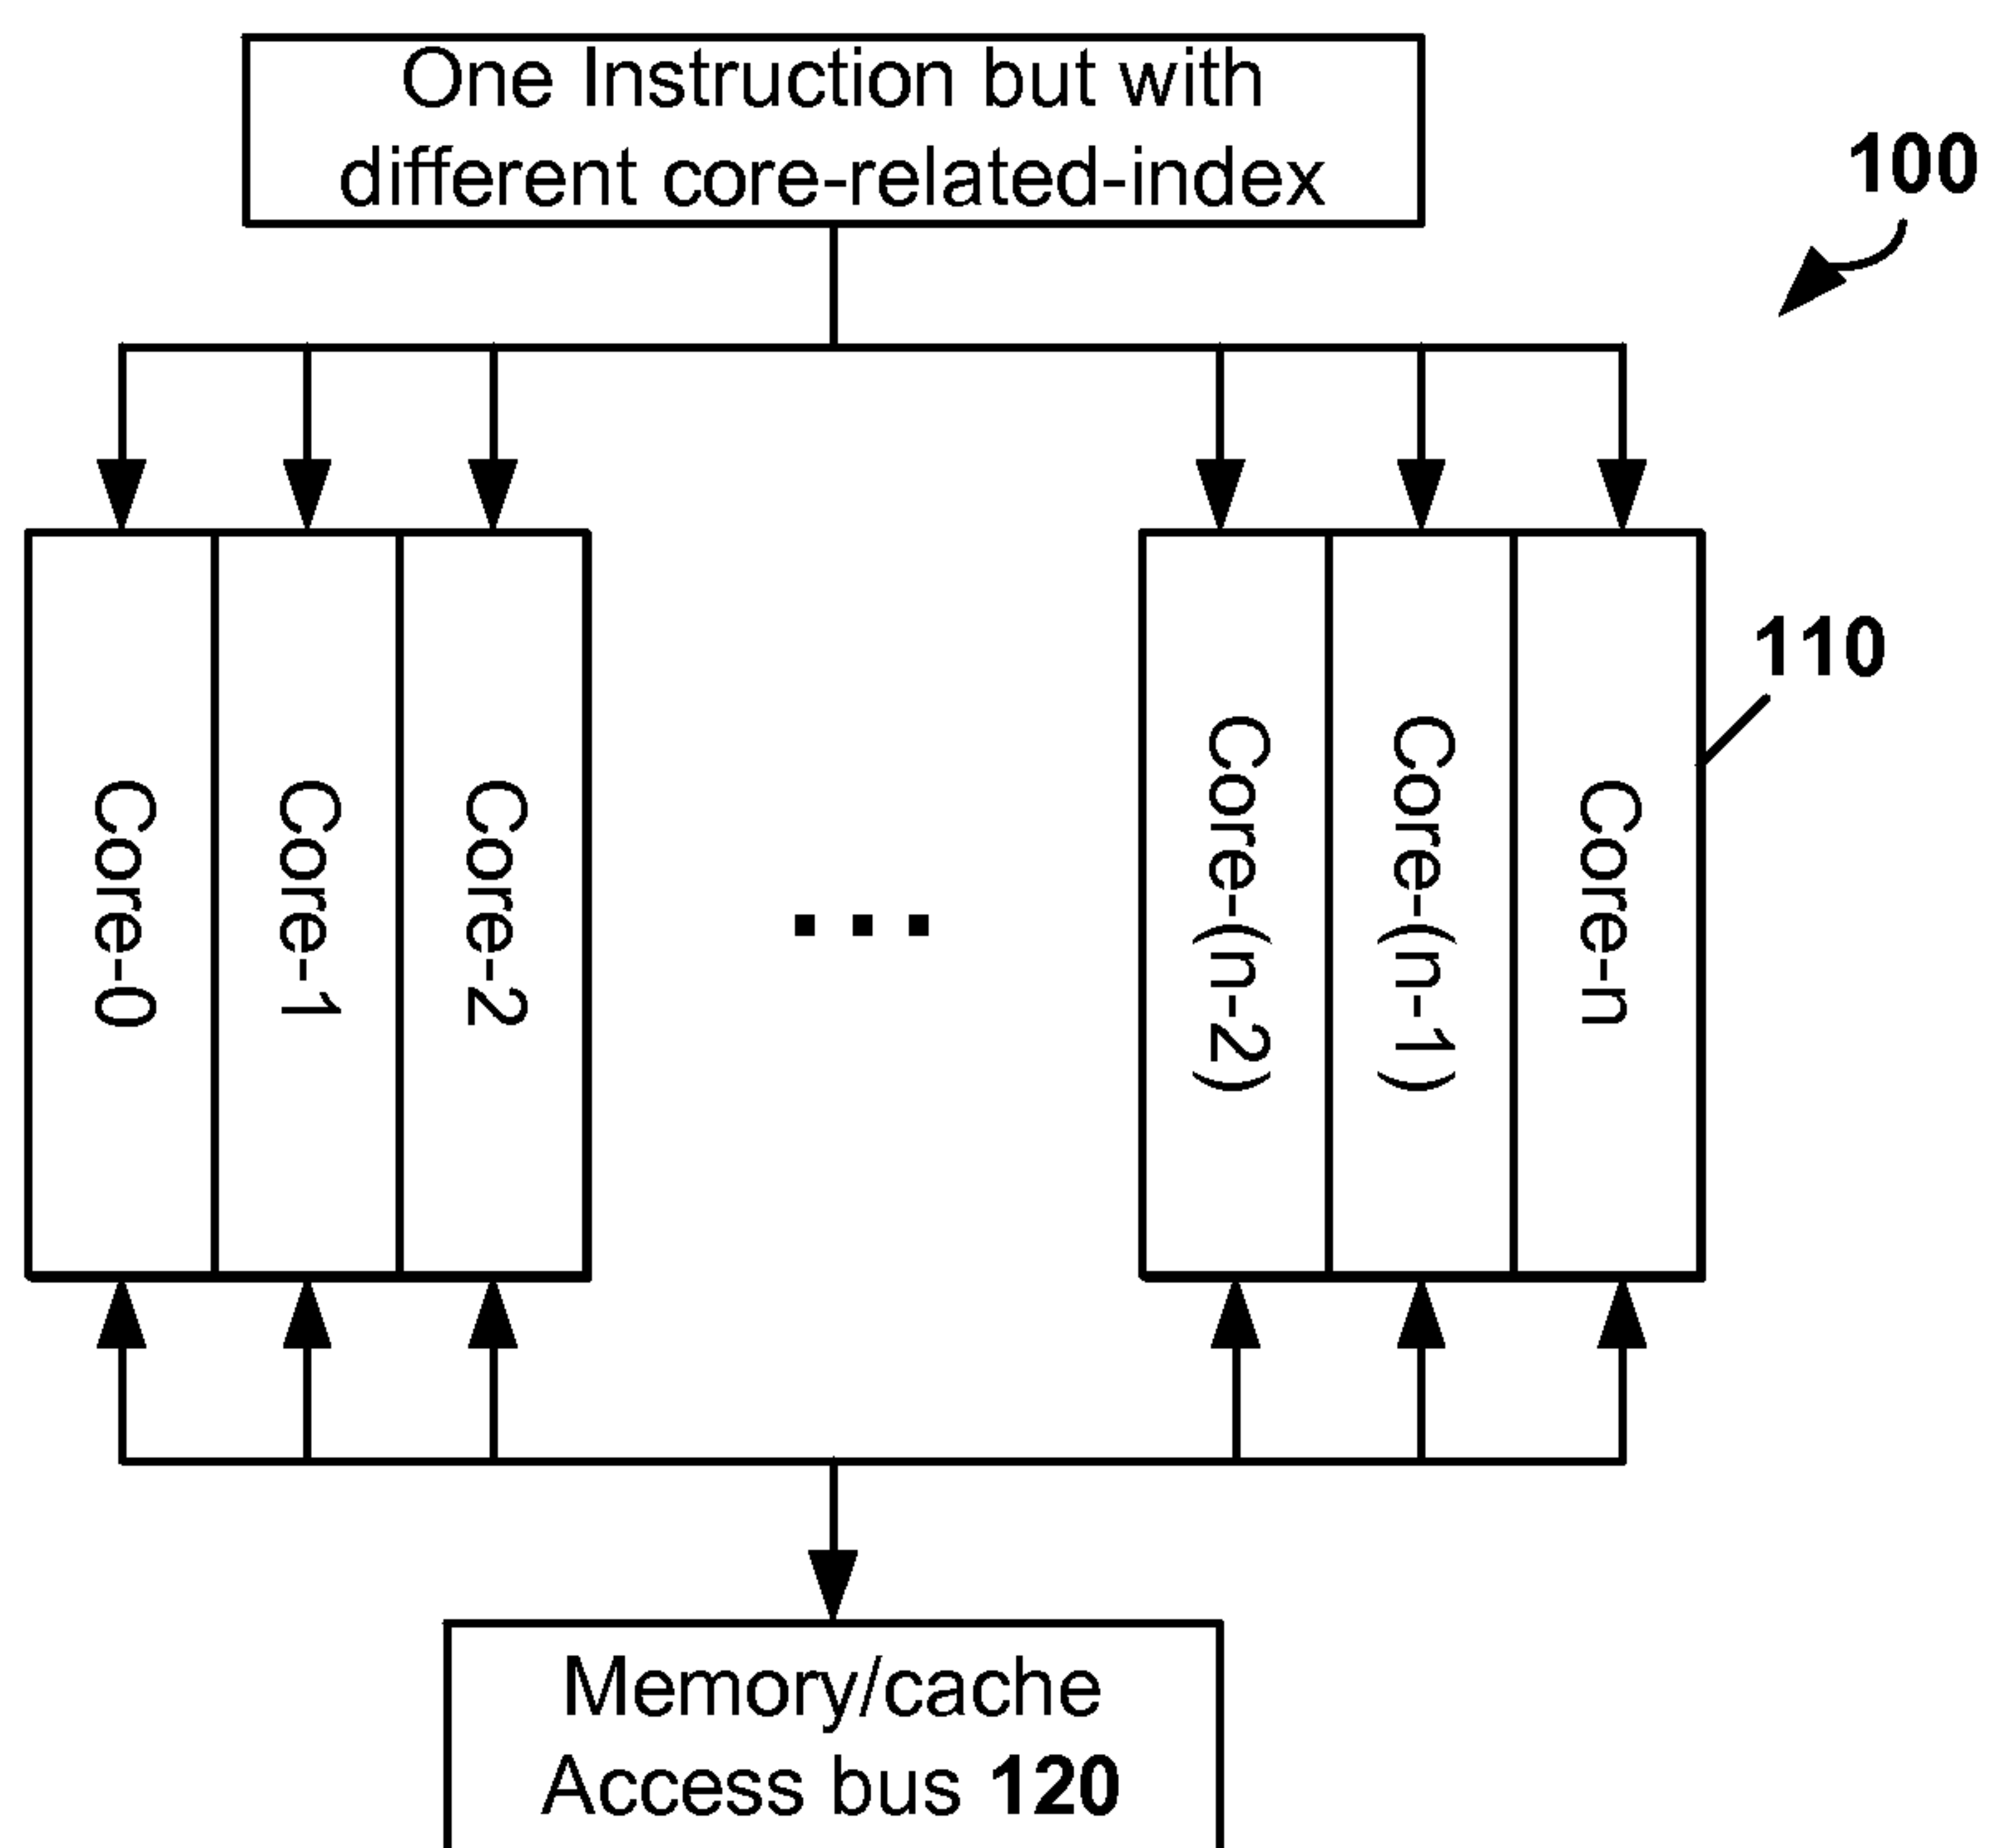 One Instruction but with
different core-related-index
100
110
Core-0
Core-1
Core-2
...
Core-(n-2)
Core-(n-1)
Core-n
Memory/cache
Access bus 120